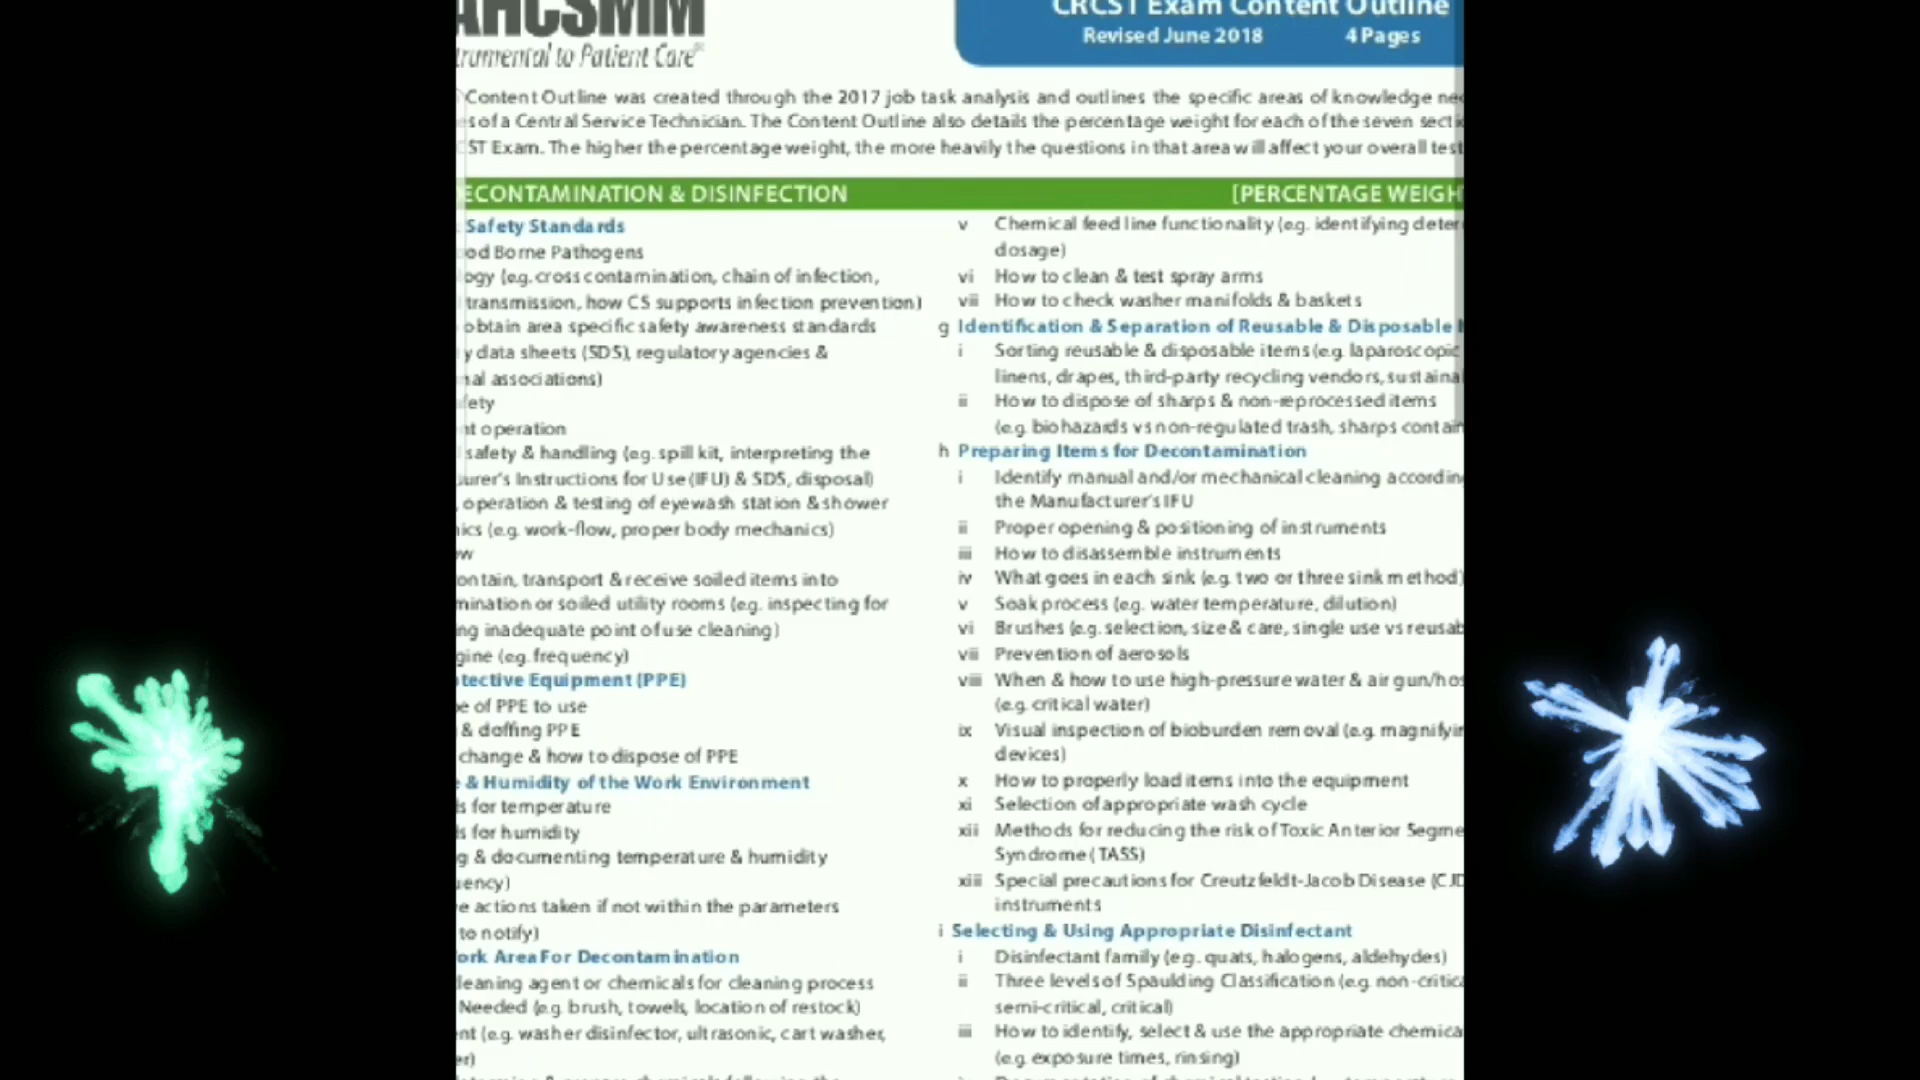 AHCSMM
CRCST Exam Content Outline
Revised June 2018 4 Pages
trumental to Patient Care®
Content Outline was created through the 2017 job task analysis and outlines the specific areas of knowledge
s of a Central Service Technician. The Content Outline also details the percentage weight for each of the seven
ST Exam. The higher the percentage weight, the more heavily the questions in that area will affect your overall test
ECONTAMINATION & DISINFECTION [PERCENTAGE WEIGH
Safety Standards
od Borne Pathogens
ogy (e.g. cross contamination, chain of infection,
transmission, how CS supports infection prevention)
obtain area specific safety awareness standards
y data sheets (SDS), regulatory agencies &
nal associations)
fety
nt operation
safety & handling (e.g. spill kit, interpreting the
urer's Instructions for Use (IFU) & SDS, disposal)
operation & testing of eyewash station & shower
ics (e.g. work-flow, proper body mechanics)
w
ontain, transport & receive soiled items into
mination or soiled utility rooms (e.g. inspecting for
ng inadequate point of use cleaning)
gine (e.g. frequency)
tective Equipment (PPE)
e of PPE to use
& doffing PPE
change & how to dispose of PPE
& Humidity of the Work Environment
s for temperature
s for humidity
g & documenting temperature & humidity
uency)
e actions taken if not within the parameters
to notify)
ork Area For Decontamination
leaning agent or chemicals for cleaning process
Needed (e.g. brush, towels, location of restock)
nt (e.g. washer disinfector, ultrasonic, cart washer,
er)
v Chemical feed line functionality (e.g. identifying deter
dosage)
vi How to clean & test spray arms
vii How to check washer manifolds & baskets
g Identification & Separation of Reusable & Disposable
i Sorting reusable & disposable items (e.g. laparoscopic
linens, drapes, third-party recycling vendors, sustaina
ii How to dispose of sharps & non-reprocessed items
(e.g. biohazards vs non-regulated trash, sharps contain
h Preparing Items for Decontamination
i Identify manual and/or mechanical cleaning accordin
the Manufacturer's IFU
ii Proper opening & positioning of instruments
iii How to disassemble instruments
iv What goes in each sink (e.g. two or three sink method)
v Soak process (e.g. water temperature, dilution)
vi Brushes (e.g. selection, size & care, single use vs reusab
vii Prevention of aerosols
viii When & how to use high-pressure water & air gun/hos
(e.g. critical water)
ix Visual inspection of bioburden removal (e.g. magnifyin
devices)
x How to properly load items into the equipment
xi Selection of appropriate wash cycle
xii Methods for reducing the risk of Toxic Anterior Segme
Syndrome (TASS)
xiii Special precautions for Creutzfeldt-Jacob Disease (CJD
instruments
i Selecting & Using Appropriate Disinfectant
i Disinfectant family (e.g. quats, halogens, aldehydes)
ii Three levels of Spaulding Classification (e.g. non-critica
semi-critical, critical)
iii How to identify, select & use the appropriate chemica
(e.g. exposure times, rinsing)